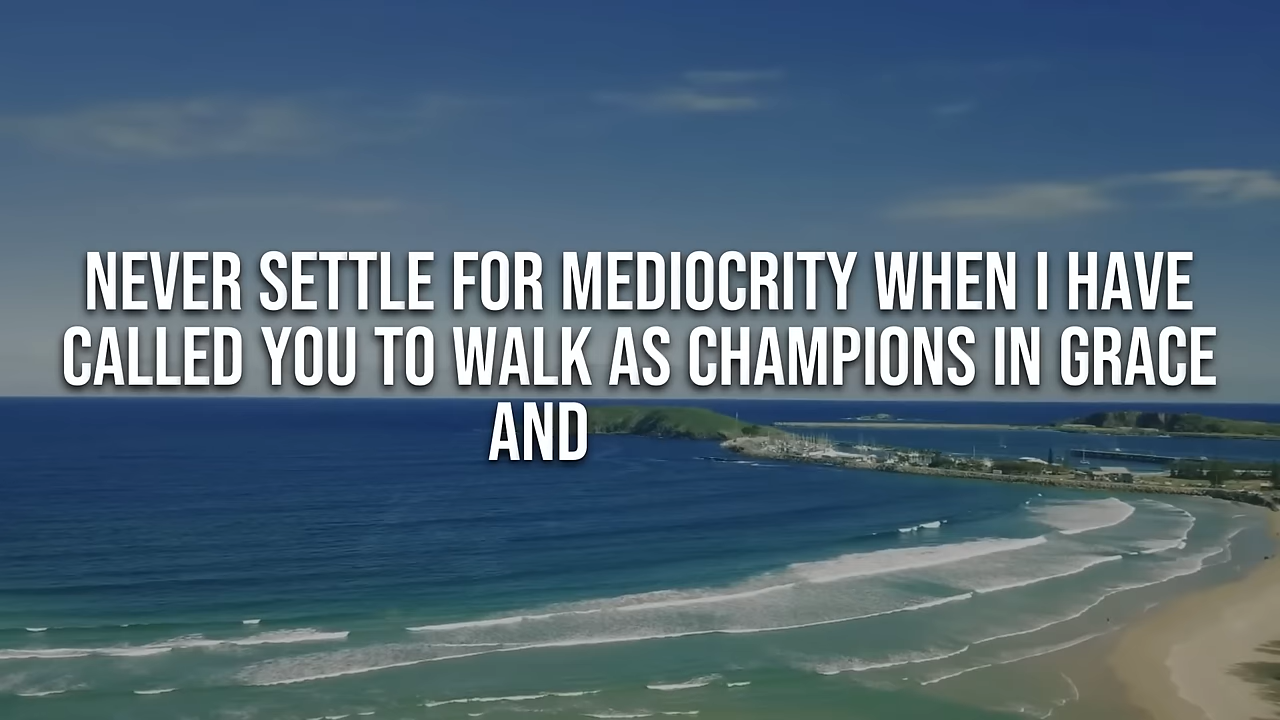 NEVER SETTLE FOR MEDIOCRITY WHEN I HAVE
CALLED YOU TO WALK AS CHAMPIONS IN GRACE
AND